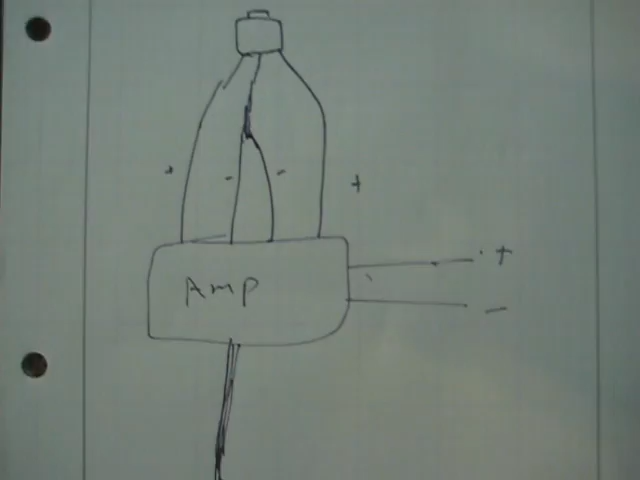 + - - +
Amp
+
-